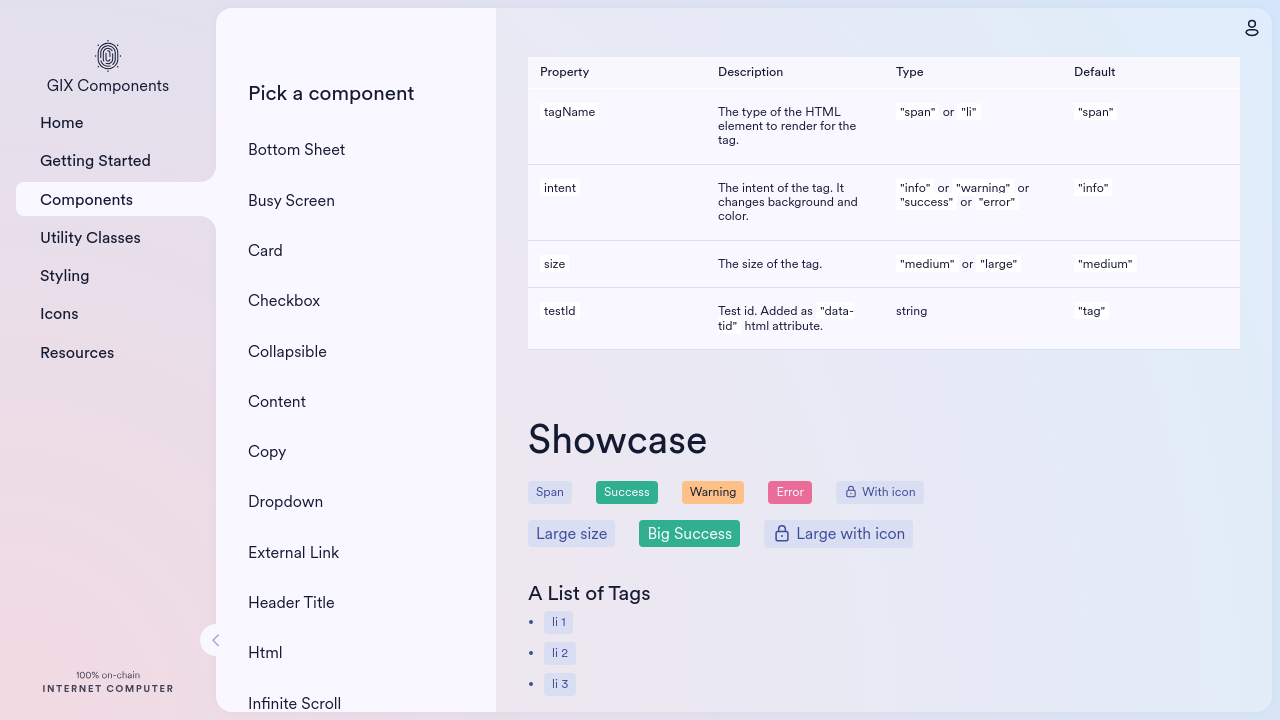 GIX Components
Home
Getting Started
Components
Utility Classes
Styling
Icons
Resources
100% on-chain
INTERNET COMPUTER
Pick a component
Bottom Sheet
Busy Screen
Card
Checkbox
Collapsible
Content
Copy
Dropdown
External Link
Header Title
Html
Infinite Scroll
Property Description Type Default
tagName The type of the HTML "span" or "li" "span"
element to render for the
tag.
intent The intent of the tag. It "info" or "warning" or "info"
changes background and "success" or "error"
color.
size The size of the tag. "medium" or "large" "medium"
testId Test id. Added as "data- string "tag"
tid" html attribute.
Showcase
Span Success Warning Error With icon
Large size Big Success Large with icon
A List of Tags
• li 1
• li 2
• li 3